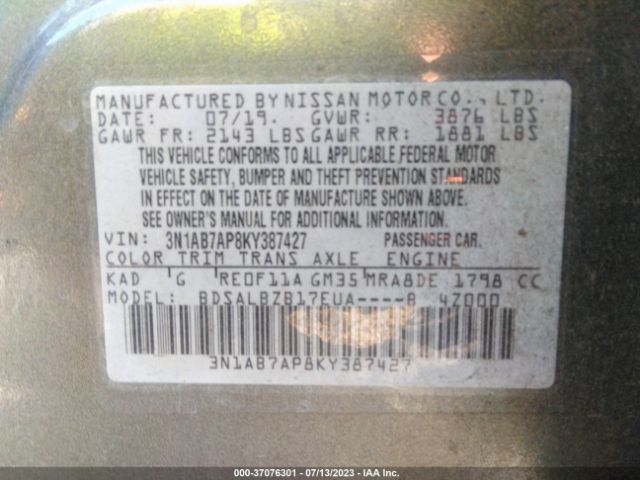 MANUFACTURED BY NISSAN MOTOR CO., LTD.
DATE: 07/19. GVWR: 3876 LBS
GAWR FR: 2143 LBS GAWR RR: 1881 LBS
THIS VEHICLE CONFORMS TO ALL APPLICABLE FEDERAL MOTOR
VEHICLE SAFETY, BUMPER AND THEFT PREVENTION STANDARDS
IN EFFECT ON THE DATE OF MANUFACTURE SHOWN ABOVE.
SEE OWNER'S MANUAL FOR ADDITIONAL INFORMATION.
VIN: 3N1AB7AP8KY387427 PASSENGER CAR.
COLOR TRIM TRANS AXLE ENGINE
KAD G RE0F11A GM35 MRA8DE 1798 CC
MODEL: BDSALBZB17EUA----B 4Z000
3N1AB7AP8KY387427
000-37076301 - 07/13/2023 - IAA Inc.